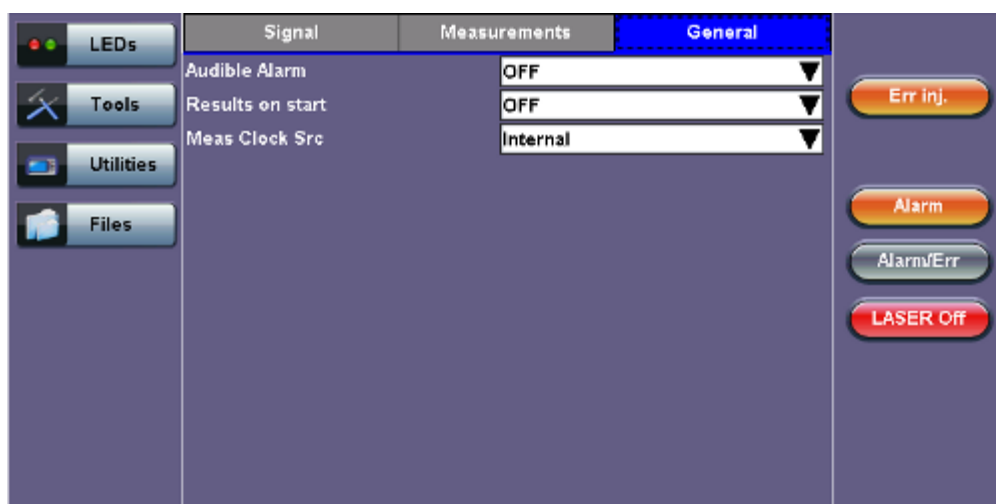 LEDs
Tools
Utilities
Files
Signal Measurements General
Audible Alarm OFF
Results on start OFF
Meas Clock Src Internal
Err inj.
Alarm
Alarm/Err
LASER Off